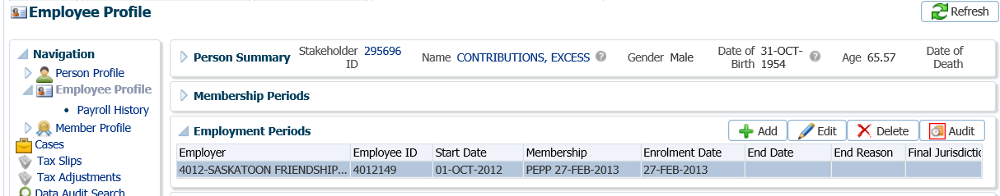 Employee Profile
Refresh
Navigation
Person Profile
Employee Profile
• Payroll History
Member Profile
Cases
Tax Slips
Tax Adjustments
Data Audit Search
Person Summary Stakeholder ID 295696 Name CONTRIBUTIONS, EXCESS Gender Male Date of Birth 31-OCT-1954 Age 65.57 Date of Death
Membership Periods
Employment Periods
Add Edit Delete Audit
Employer Employee ID Start Date Membership Enrolment Date End Date End Reason Final Jurisdictio
4012-SASKATOON FRIENDSHIP... 4012149 01-OCT-2012 PEPP 27-FEB-2013 27-FEB-2013